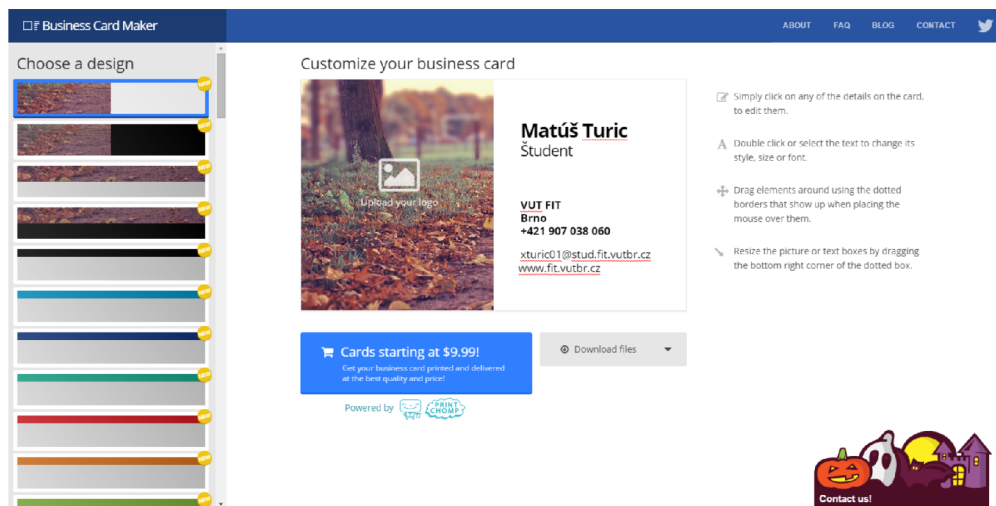 Business Card Maker
ABOUT FAQ BLOG CONTACT
Choose a design
Customize your business card
Upload your logo
Matúš Turic
Študent
VUT FIT
Brno
+421 907 038 060
xturic01@stud.fit.vutbr.cz
www.fit.vutbr.cz
Simply click on any of the details on the card,
to edit them.
A Double click or select the text to change its
style, size or font.
Drag elements around using the dotted
borders that show up when placing the
mouse over them.
Resize the picture or text boxes by dragging
the bottom right corner of the dotted box.
Cards starting at $9.99!
Get your business card printed and delivered
at the best quality and price!
Download files
Powered by PRINT
CHOMP
Contact us!